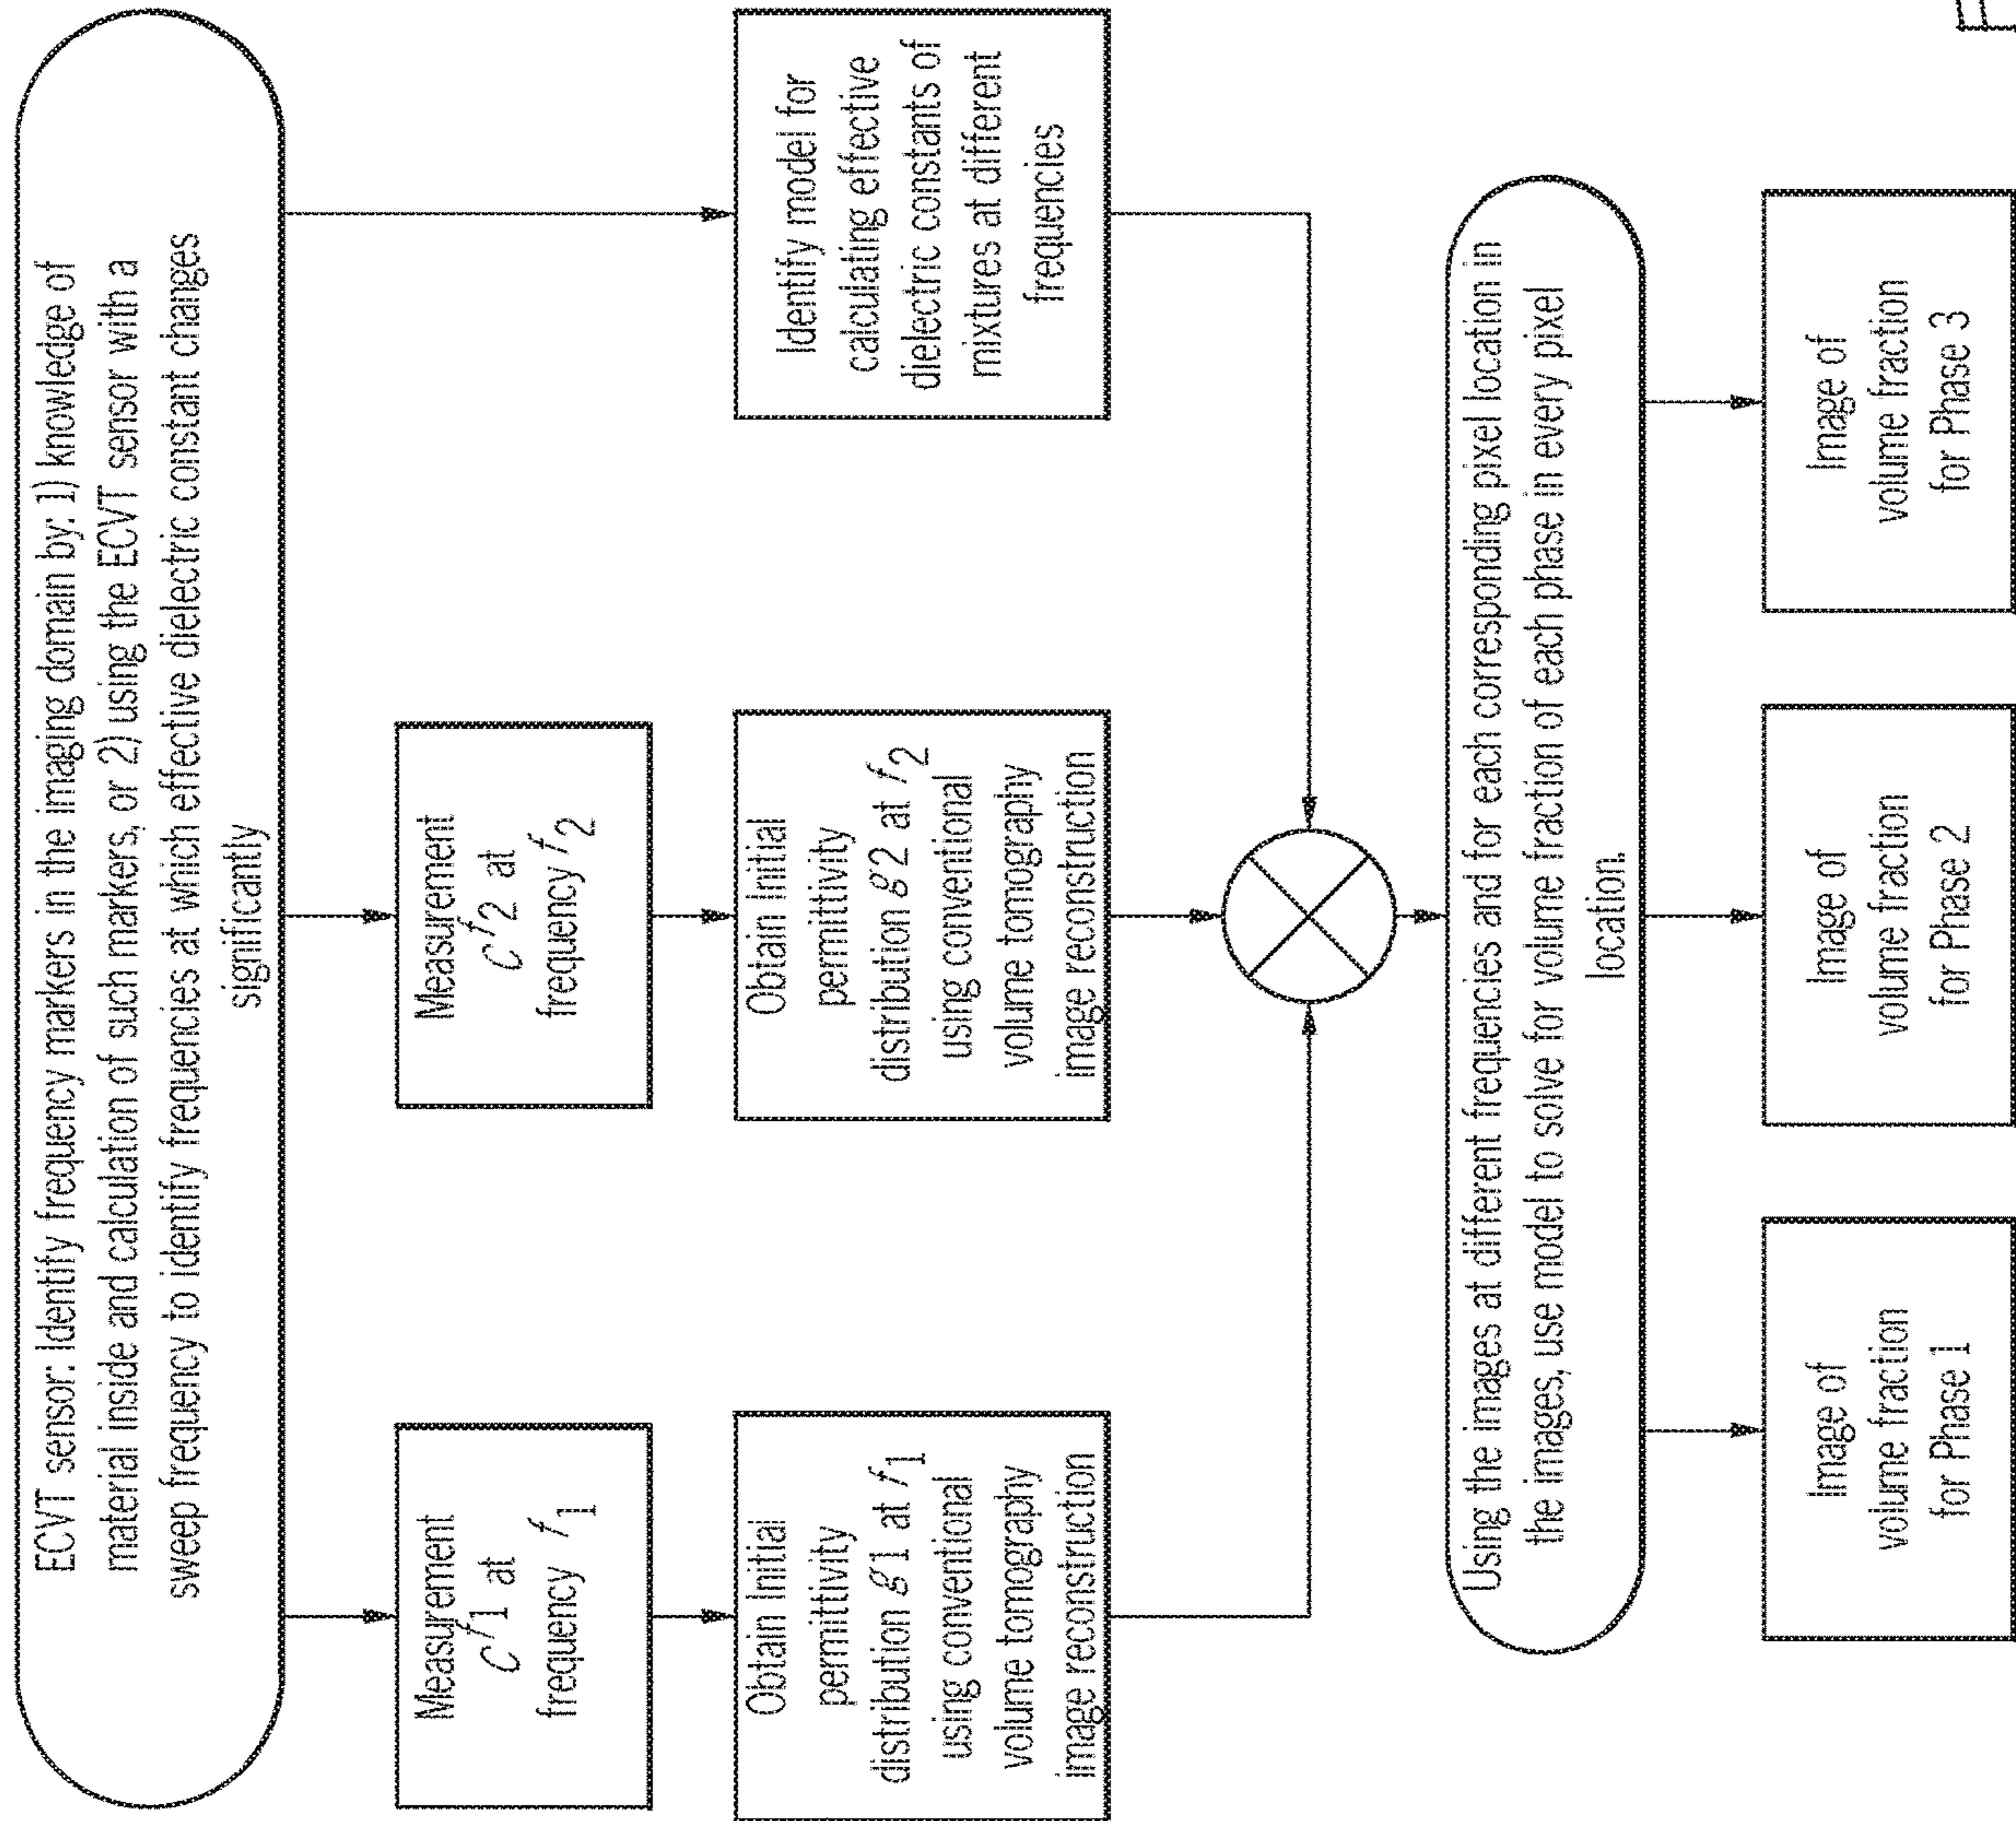 ECVT sensor: Identify frequency markers in the imaging domain by: 1) knowledge of
material inside and calculation of such markers, or 2) using the ECVT sensor with a
sweep frequency to identify frequencies at which effective dielectric constant changes
significantly
Measurement
C^f1 at
frequency f1
Measurement
C^f2 at
frequency f2
Obtain Initial
permittivity
distribution g1 at f1
using conventional
volume tomography
image reconstruction
Obtain Initial
permittivity
distribution g2 at f2
using conventional
volume tomography
image reconstruction
Identify model for
calculating effective
dielectric constants of
mixtures at different
frequencies
Using the images at different frequencies and for each corresponding pixel location in
the images, use model to solve for volume fraction of each phase in every pixel
location.
Image of
volume fraction
for Phase 1
Image of
volume fraction
for Phase 2
Image of
volume fraction
for Phase 3